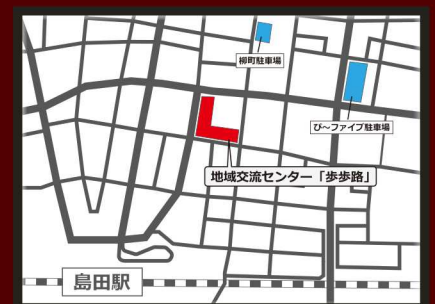 柳町駐車場
ぴ～ファイブ駐車場
地域交流センター「歩歩路」
島田駅